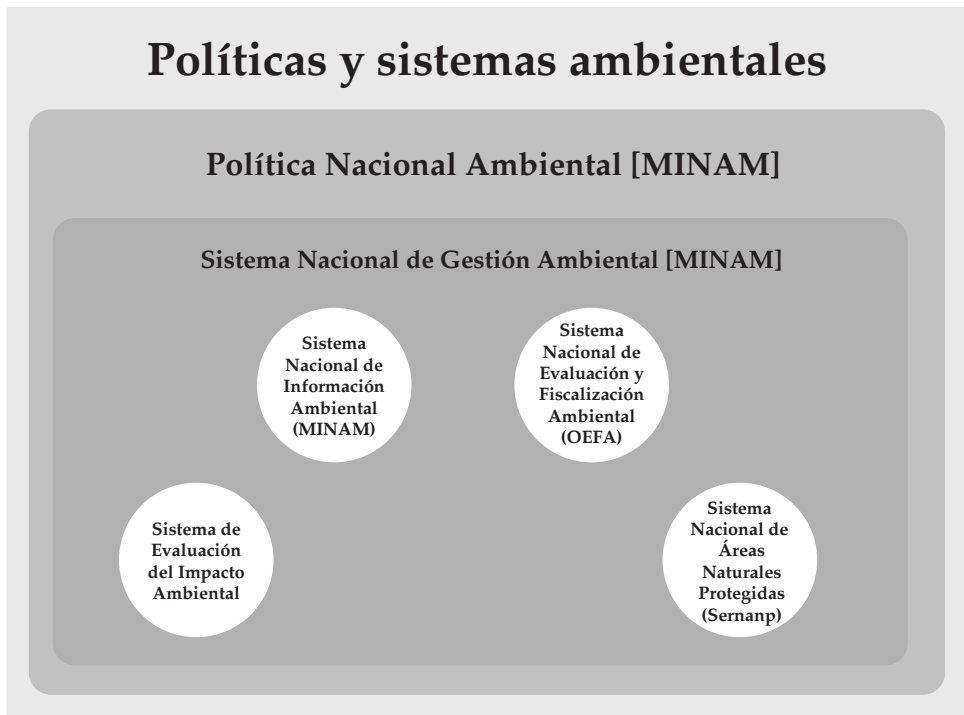 Políticas y sistemas ambientales
Política Nacional Ambiental [MINAM]
Sistema Nacional de Gestión Ambiental [MINAM]
Sistema
Nacional de
Información
Ambiental
(MINAM)
Sistema
Nacional de
Evaluación y
Fiscalización
Ambiental
(OEFA)
Sistema de
Evaluación
del Impacto
Ambiental
Sistema
Nacional de
Áreas
Naturales
Protegidas
(Sernanp)